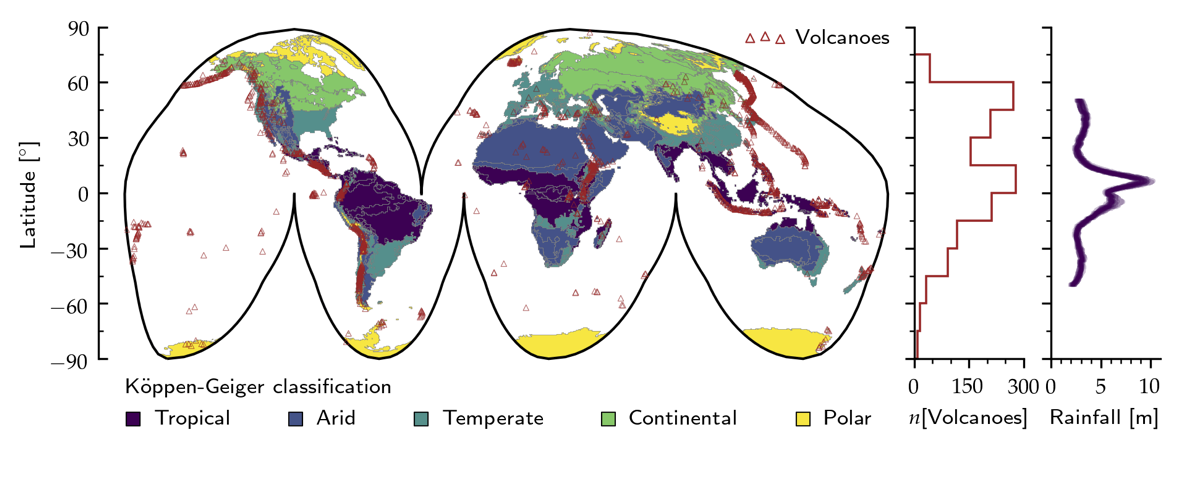 90
60
30
0
−30
−60
−90
Latitude [°]
Volcanoes
0 150 300
n[Volcanoes]
0 5 10
Rainfall [m]
Köppen-Geiger classification
Tropical Arid Temperate Continental Polar